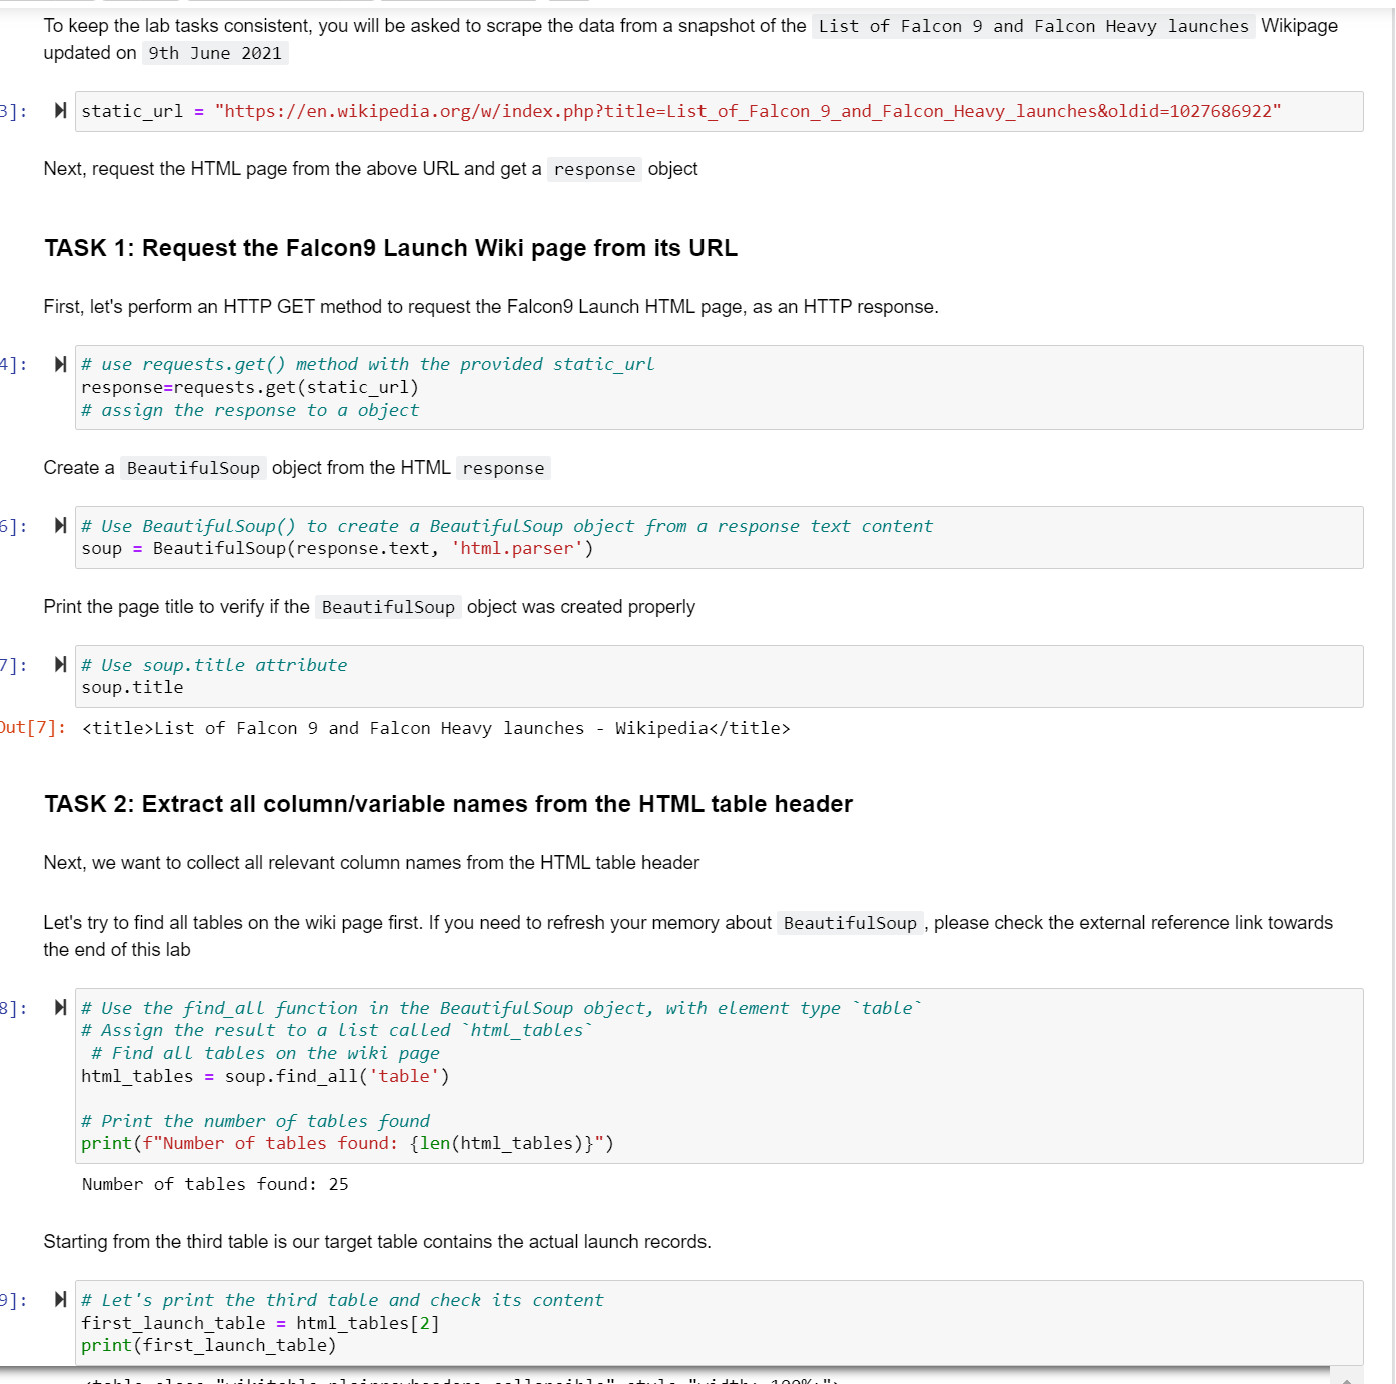 To keep the lab tasks consistent, you will be asked to scrape the data from a snapshot of the List of Falcon 9 and Falcon Heavy launches Wikipage
updated on 9th June 2021
3]: static_url = "https://en.wikipedia.org/w/index.php?title=List_of_Falcon_9_and_Falcon_Heavy_launches&oldid=1027686922"
Next, request the HTML page from the above URL and get a response object
TASK 1: Request the Falcon9 Launch Wiki page from its URL
First, let's perform an HTTP GET method to request the Falcon9 Launch HTML page, as an HTTP response.
4]: # use requests.get() method with the provided static_url
response=requests.get(static_url)
# assign the response to a object
Create a BeautifulSoup object from the HTML response
6]: # Use BeautifulSoup() to create a BeautifulSoup object from a response text content
soup = BeautifulSoup(response.text, 'html.parser')
Print the page title to verify if the BeautifulSoup object was created properly
7]: # Use soup.title attribute
soup.title
Out[7]: <title>List of Falcon 9 and Falcon Heavy launches - Wikipedia</title>
TASK 2: Extract all column/variable names from the HTML table header
Next, we want to collect all relevant column names from the HTML table header
Let's try to find all tables on the wiki page first. If you need to refresh your memory about BeautifulSoup, please check the external reference link towards
the end of this lab
8]: # Use the find_all function in the BeautifulSoup object, with element type `table`
# Assign the result to a list called `html_tables`
# Find all tables on the wiki page
html_tables = soup.find_all('table')
# Print the number of tables found
print(f"Number of tables found: {len(html_tables)}")
Number of tables found: 25
Starting from the third table is our target table contains the actual launch records.
9]: # Let's print the third table and check its content
first_launch_table = html_tables[2]
print(first_launch_table)